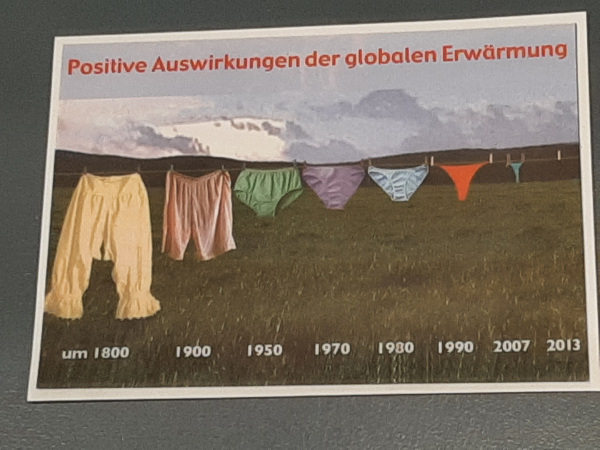 Positive Auswirkungen der globalen Erwärmung
um 1800 1900 1950 1970 1980 1990 2007 2013